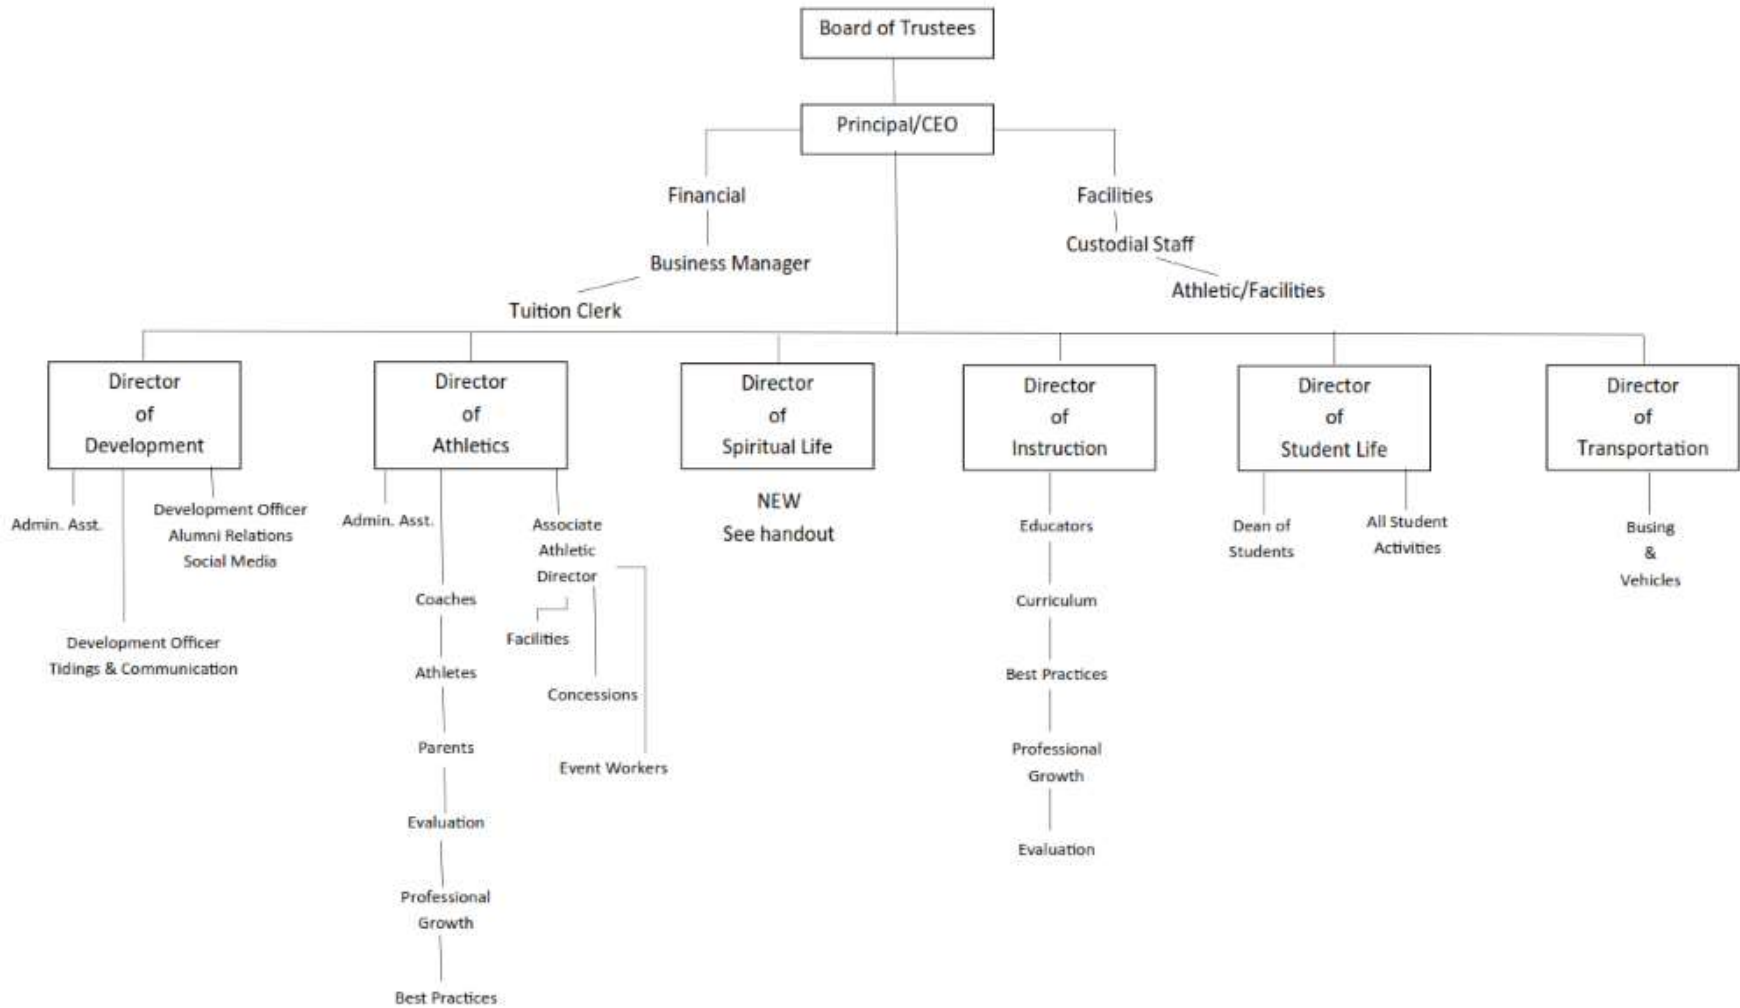 Board of Trustees
Principal/CEO
Financial
Facilities
Business Manager
Custodial Staff
Tuition Clerk
Athletic/Facilities
Director
of
Development
Admin. Asst.
Development Officer
Alumni Relations
Social Media
Development Officer
Tidings & Communication
Director
of
Athletics
Admin. Asst.
Coaches
Athletes
Parents
Evaluation
Professional
Growth
Best Practices
Associate
Athletic
Director
Facilities
Concessions
Event Workers
Director
of
Spiritual Life
NEW
See handout
Director
of
Instruction
Educators
Curriculum
Best Practices
Professional
Growth
Evaluation
Director
of
Student Life
Dean of
Students
All Student
Activities
Director
of
Transportation
Busing
&
Vehicles